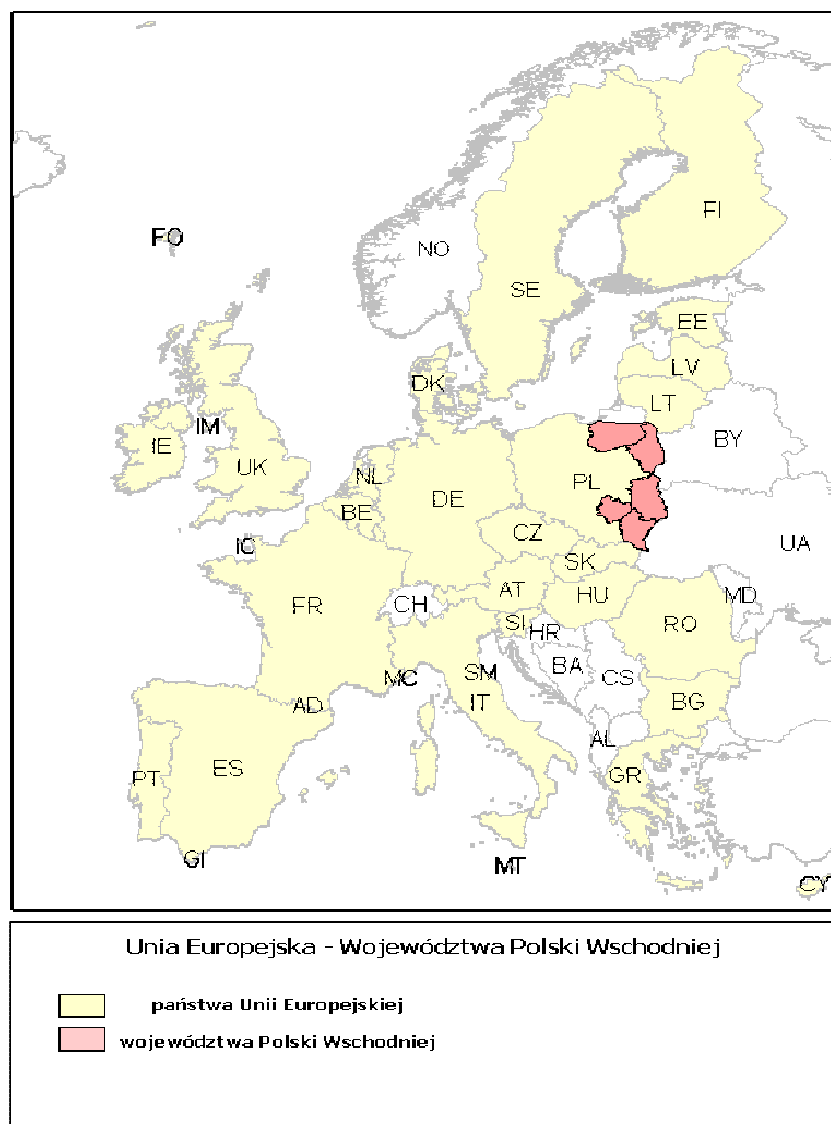 FO
NO
FI
SE
EE
LV
DK
LT
IM
BY
IE
UK
NL
PL
DE
BE
CZ
IC
UA
SK
AT
CH
HU
MD
FR
SI
HR
RO
BA
SM
CS
MC
IT
BG
AD
AL
ES
PT
GR
GI
MT
CY
Unia Europejska - Województwa Polski Wschodniej
państwa Unii Europejskiej
województwa Polski Wschodniej